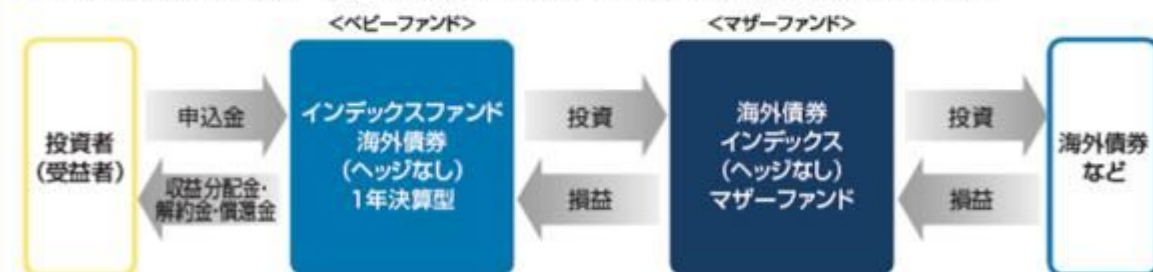 <ベビーファンド>
<マザーファンド>
投資者
(受益者)
申込金
収益分配金・
解約金・償還金
インデックスファンド
海外債券
(ヘッジなし)
1年決算型
投資
損益
海外債券
インデックス
(ヘッジなし)
マザーファンド
投資
損益
海外債券
など